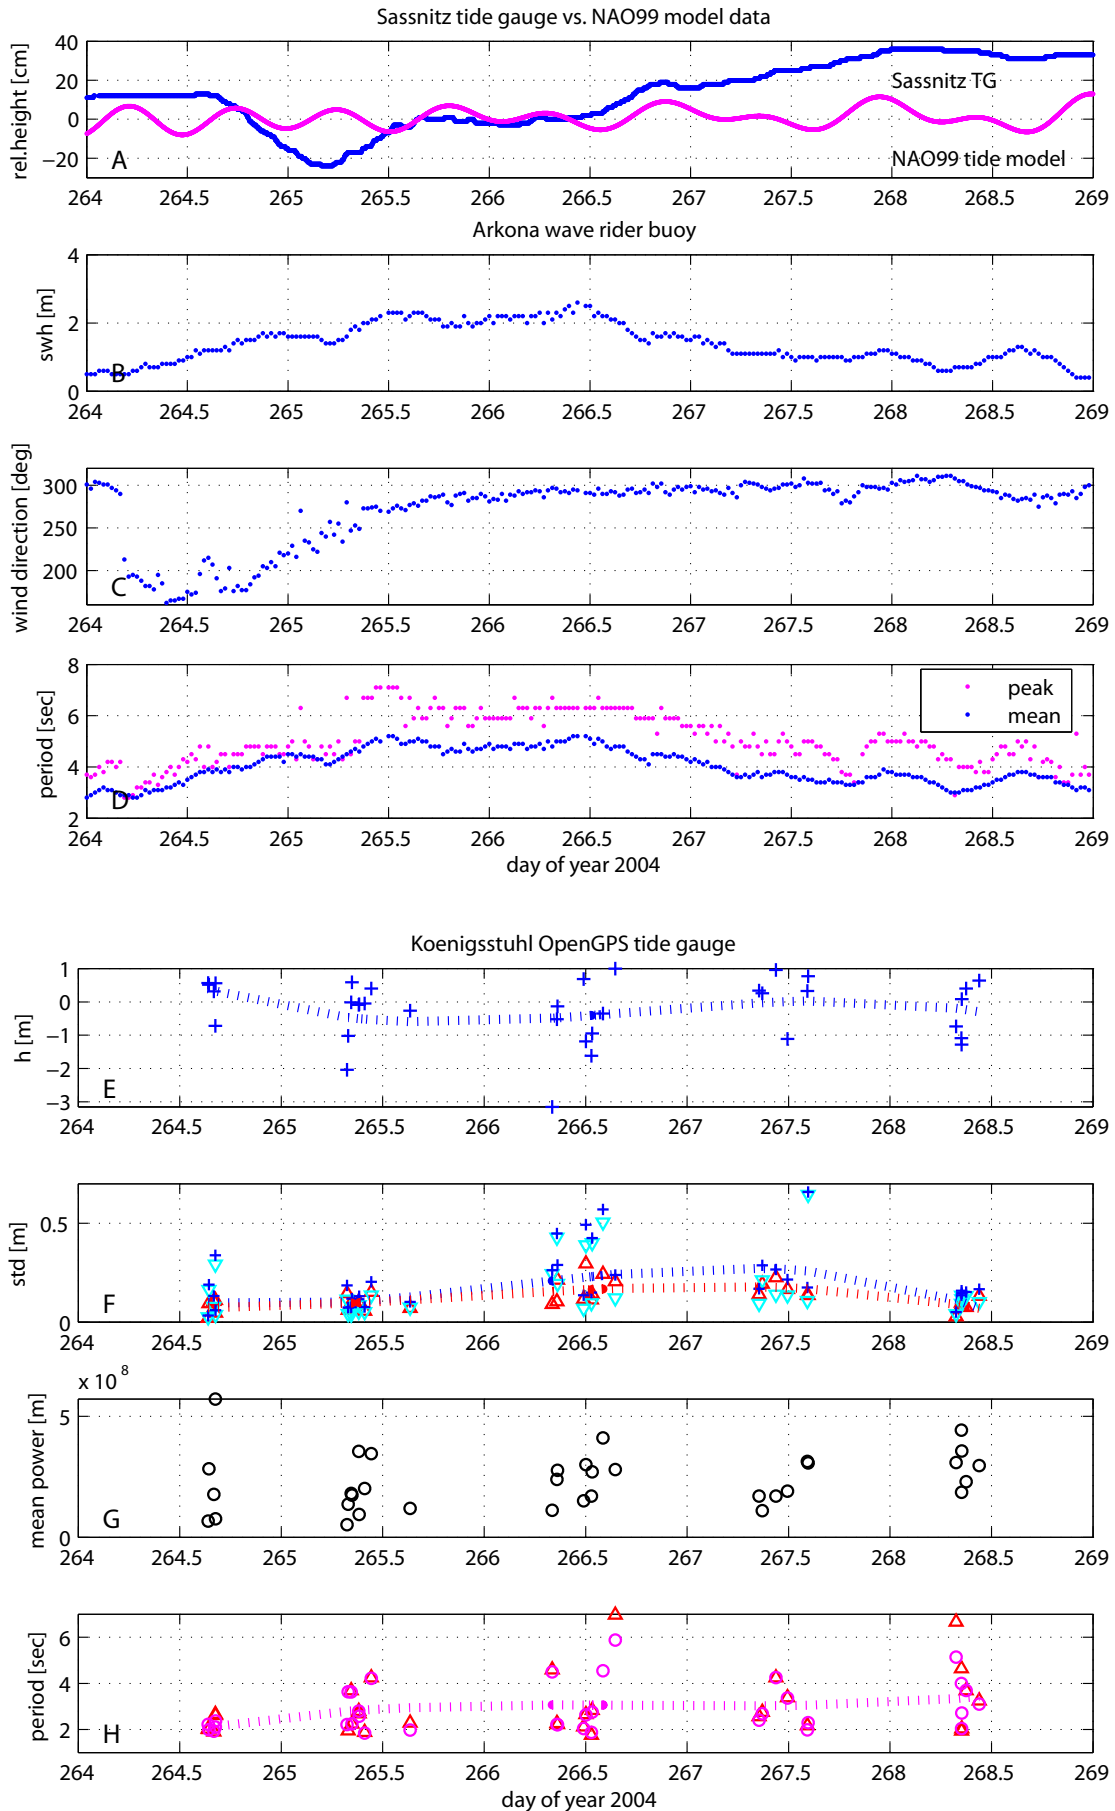 Sassnitz tide gauge vs. NAO99 model data
rel.height [cm]
40
20
0
−20
A
Sassnitz TG
NAO99 tide model
264 264.5 265 265.5 266 266.5 267 267.5 268 268.5 269
Arkona wave rider buoy
swh [m]
4
2
0
B
264 264.5 265 265.5 266 266.5 267 267.5 268 268.5 269
wind direction [deg]
300
250
200
C
264 264.5 265 265.5 266 266.5 267 267.5 268 268.5 269
period [sec]
8
6
4
2
D
peak
mean
264 264.5 265 265.5 266 266.5 267 267.5 268 268.5 269
day of year 2004
Koenigsstuhl OpenGPS tide gauge
h [m]
1
0
−1
−2
−3
E
264 264.5 265 265.5 266 266.5 267 267.5 268 268.5 269
std [m]
0.5
0
F
264 264.5 265 265.5 266 266.5 267 267.5 268 268.5 269
x 10 8
mean power [m]
5
0
G
264 264.5 265 265.5 266 266.5 267 267.5 268 268.5 269
period [sec]
6
4
2
H
264 264.5 265 265.5 266 266.5 267 267.5 268 268.5 269
day of year 2004